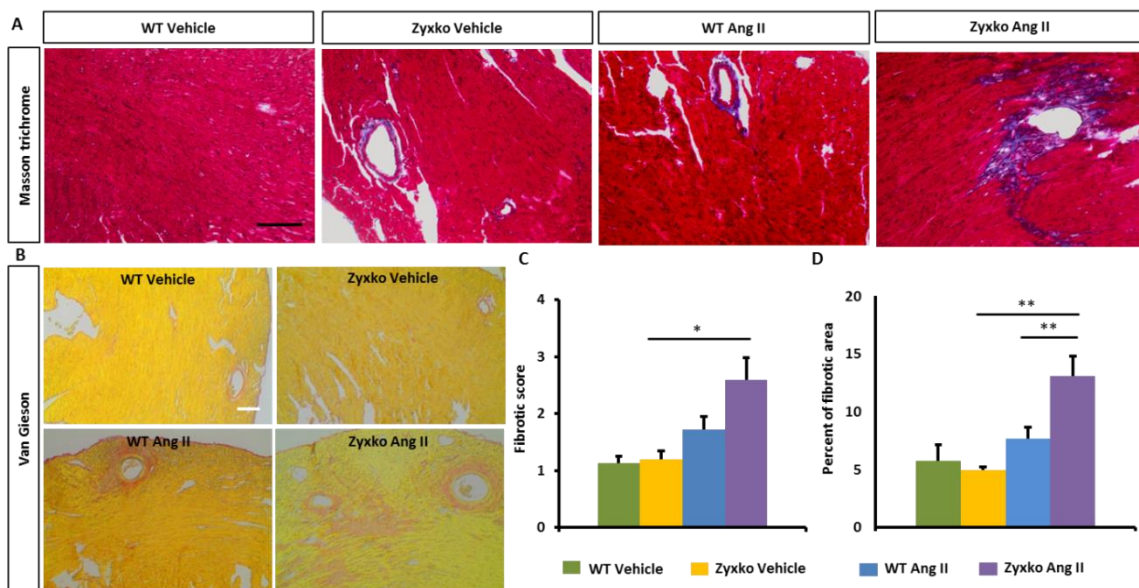 A
WT Vehicle
Zyxko Vehicle
WT Ang II
Zyxko Ang II
Masson trichrome
B
Van Gieson
WT Vehicle
Zyxko Vehicle
WT Ang II
Zyxko Ang II
C
Fibrotic score
4
3
2
1
0
*
D
Percent of fibrotic area
20
15
10
5
0
**
**
WT Vehicle
Zyxko Vehicle
WT Ang II
Zyxko Ang II